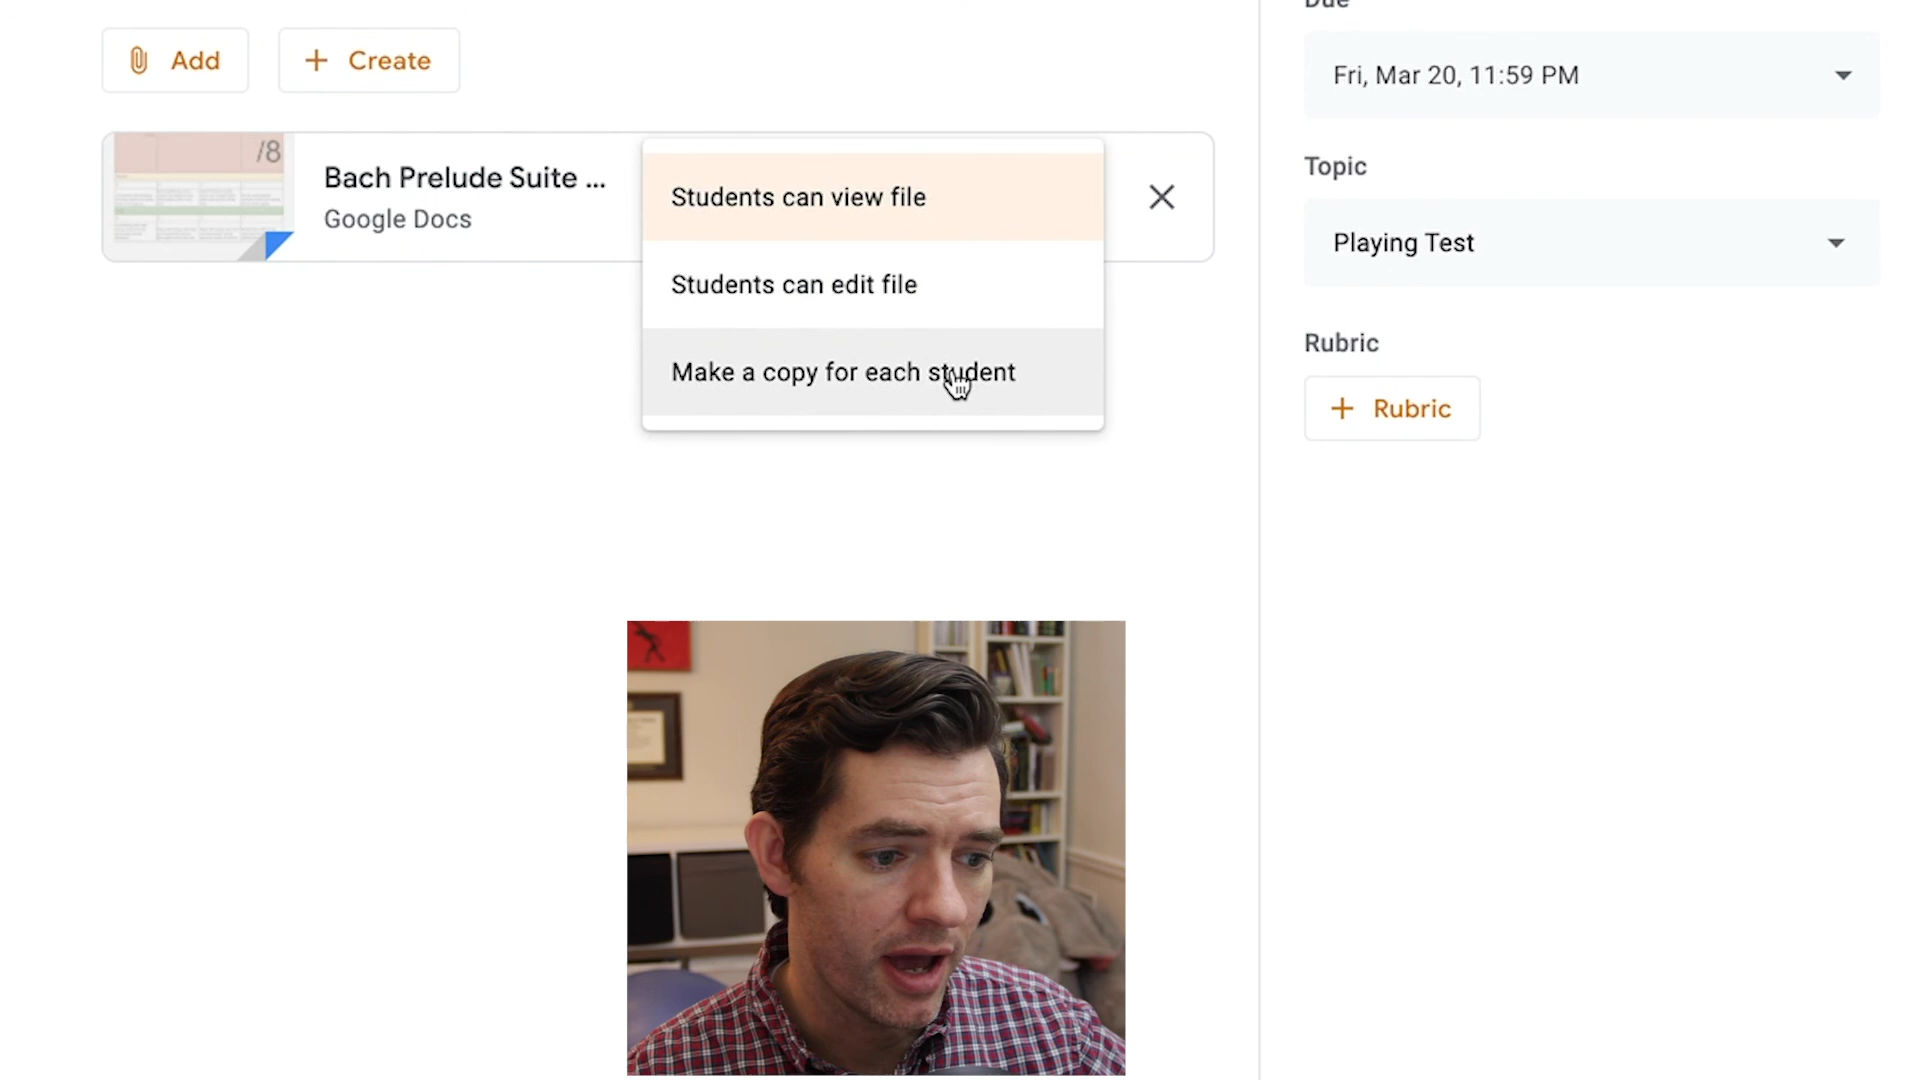 Due
Add
Create
Fri, Mar 20, 11:59 PM
/8
Bach Prelude Suite ...
Google Docs
Students can view file
Students can edit file
Make a copy for each student
Topic
Playing Test
Rubric
Rubric